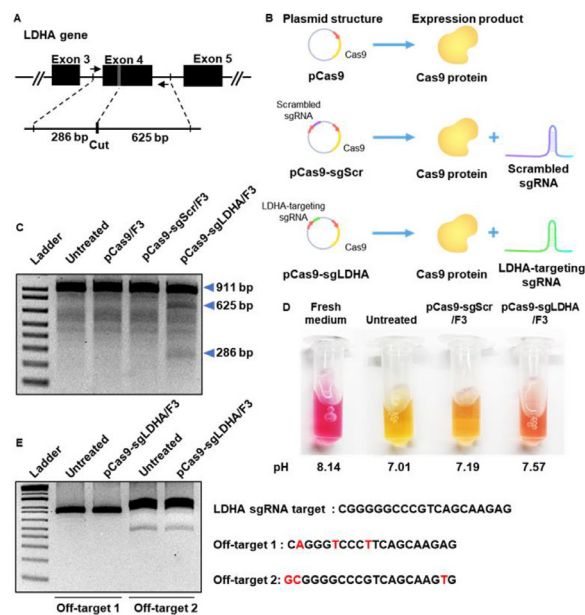 A
LDHA gene
Exon 3
Exon 4
Exon 5
286 bp
Cut
625 bp
B
Plasmid structure
Expression product
Cas9
pCas9
Cas9 protein
Scrambled
sgRNA
Cas9
pCas9-sgScr
Cas9 protein
+
Scrambled
sgRNA
LDHA-targeting
sgRNA
Cas9
pCas9-sgLDHA
Cas9 protein
+
LDHA-targeting
sgRNA
C
Ladder
Untreated
pCas9/F3
pCas9-sgScr/F3
pCas9-sgLDHA/F3
911 bp
625 bp
286 bp
D
Fresh
medium
Untreated
pCas9-sgScr
/F3
pCas9-sgLDHA
/F3
pH
8.14
7.01
7.19
7.57
E
Ladder
Untreated
pCas9-sgLDHA/F3
Untreated
pCas9-sgLDHA/F3
Off-target 1
Off-target 2
LDHA sgRNA target : CGGGGGCCCGTCAGCAAGAG
Off-target 1 : CAGGGTCCCTTCAGCAAGAG
Off-target 2: GCGGGGCCCGTCAGCAAGTG